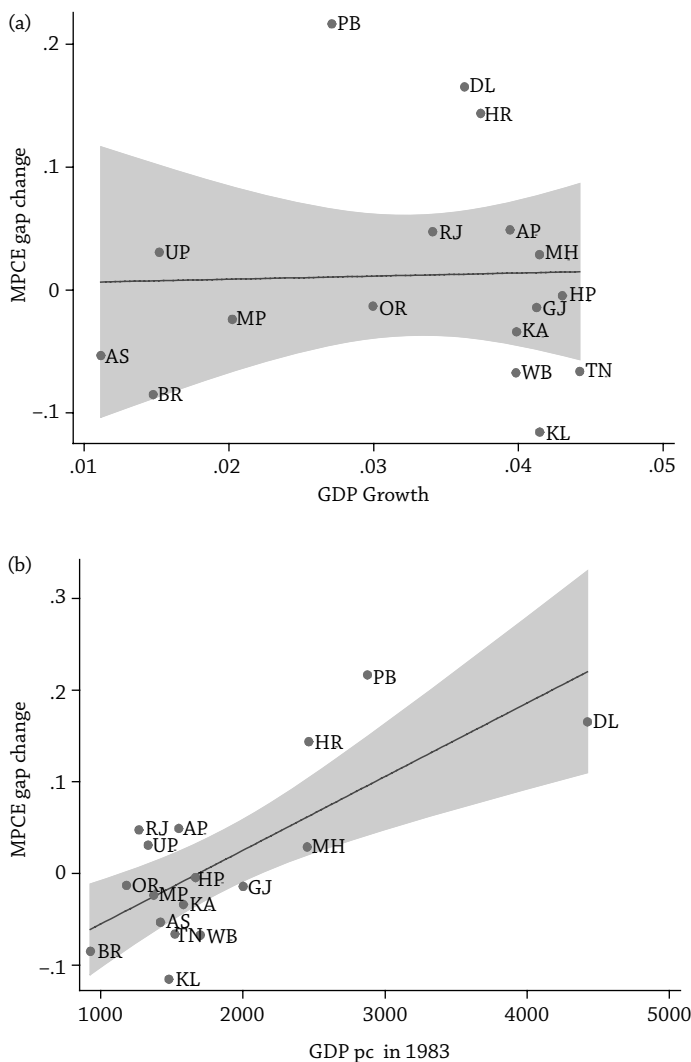 (a)
.2
.1
0
–.1
MPCE gap change
PB
DL
HR
RJ
AP
MH
UP
HP
OR
GJ
MP
KA
AS
WB
TN
BR
KL
.01
.02
.03
.04
.05
GDP Growth
(b)
.3
.2
.1
0
–.1
MPCE gap change
PB
DL
HR
RJ
AP
UP
MH
OR
HP
GJ
MP
KA
AS
TN
WB
BR
KL
1000
2000
3000
4000
5000
GDP pc in 1983